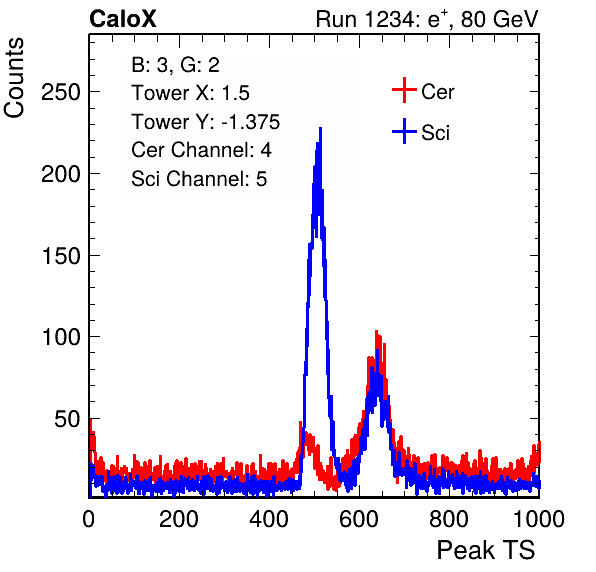 CaloX Run 1234: e⁺, 80 GeV
Counts
B: 3, G: 2
Tower X: 1.5
Tower Y: -1.375
Cer Channel: 4
Sci Channel: 5
Cer
Sci
250
200
150
100
50
0 200 400 600 800 1000
Peak TS